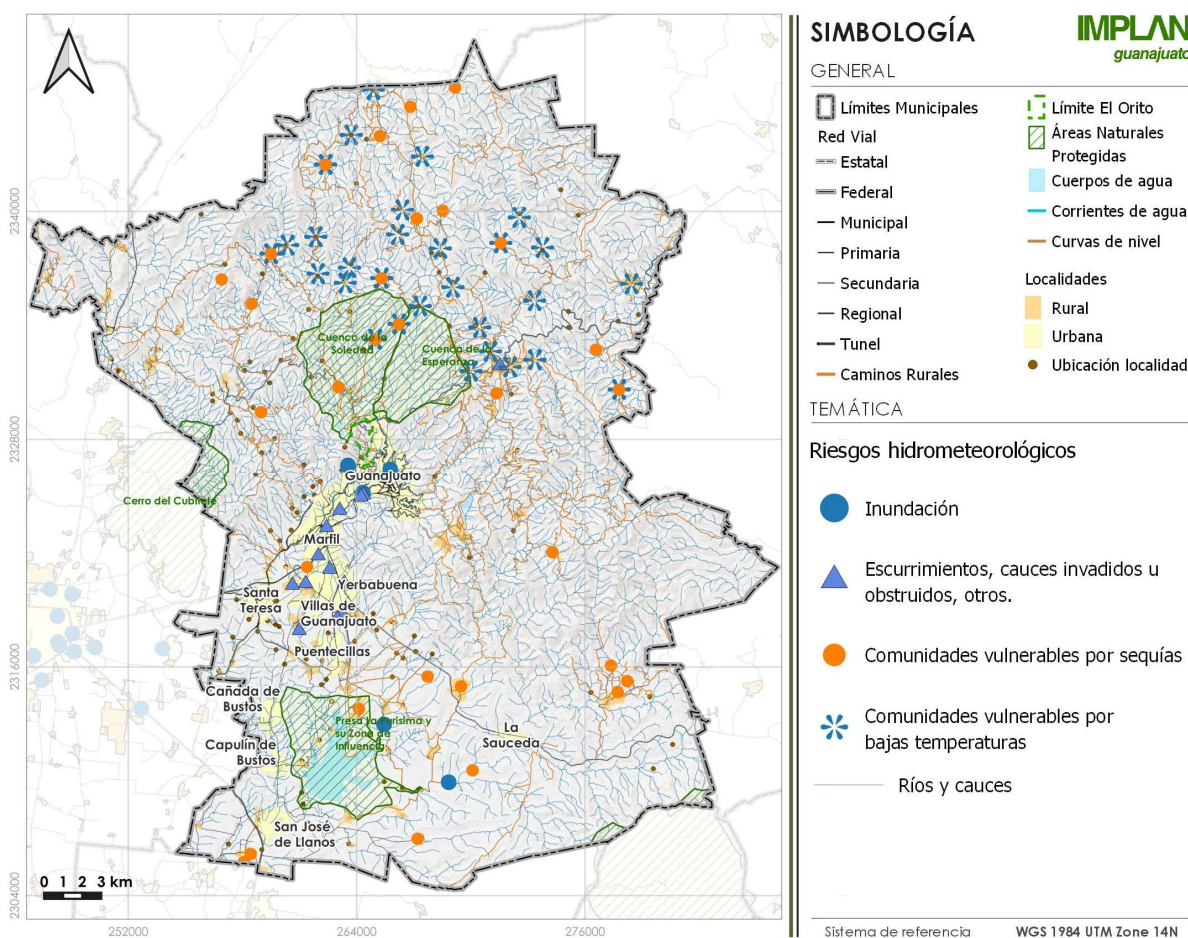 SIMBOLOGÍA
IMPLAN
guanajuato
GENERAL
Límites Municipales
Red Vial
Estatal
Federal
Municipal
Primaria
Secundaria
Regional
Tunel
Caminos Rurales
Límite El Orito
Áreas Naturales
Protegidas
Cuerpos de agua
Corrientes de agua
Curvas de nivel
Localidades
Rural
Urbana
Ubicación localidad
TEMÁTICA
Riesgos hidrometeorológicos
Inundación
Escurrimientos, cauces invadidos u
obstruidos, otros.
Comunidades vulnerables por sequías
Comunidades vulnerables por
bajas temperaturas
Ríos y cauces
Sistema de referencia
WGS 1984 UTM Zone 14N
2340000
2328000
2316000
2304000
252000
264000
276000
0 1 2 3 km
Cuenca de la
Soledad
Cuenca de la
Esperanza
Cerro del Cubilete
Guanajuato
Marfil
Yerbabuena
Santa
Teresa
Villas de
Guanajuato
Puentecillas
Cañada de
Bustos
Capulín de
Bustos
Presa La Purísima y
su Zona de
Influencia
La
Sauceda
San José
de Llanos